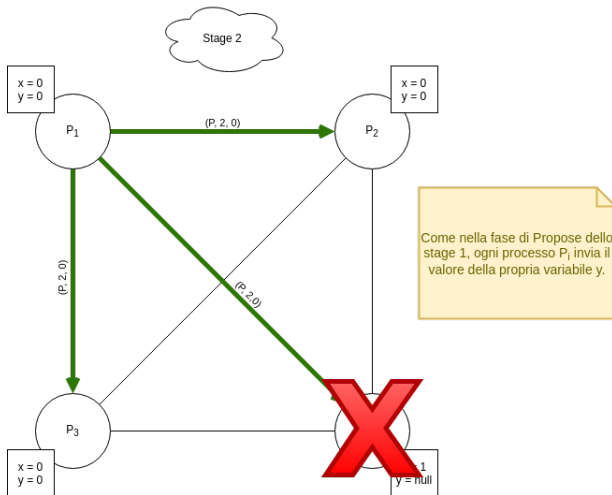 Stage 2
x = 0
y = 0
x = 0
y = 0
P1
(P, 2, 0)
P2
Come nella fase di Propose dello
stage 1, ogni processo Pi invia il
valore della propria variabile y.
(P, 2, 0)
(P, 2,0)
P3
x = 0
y = 0
1
y = null